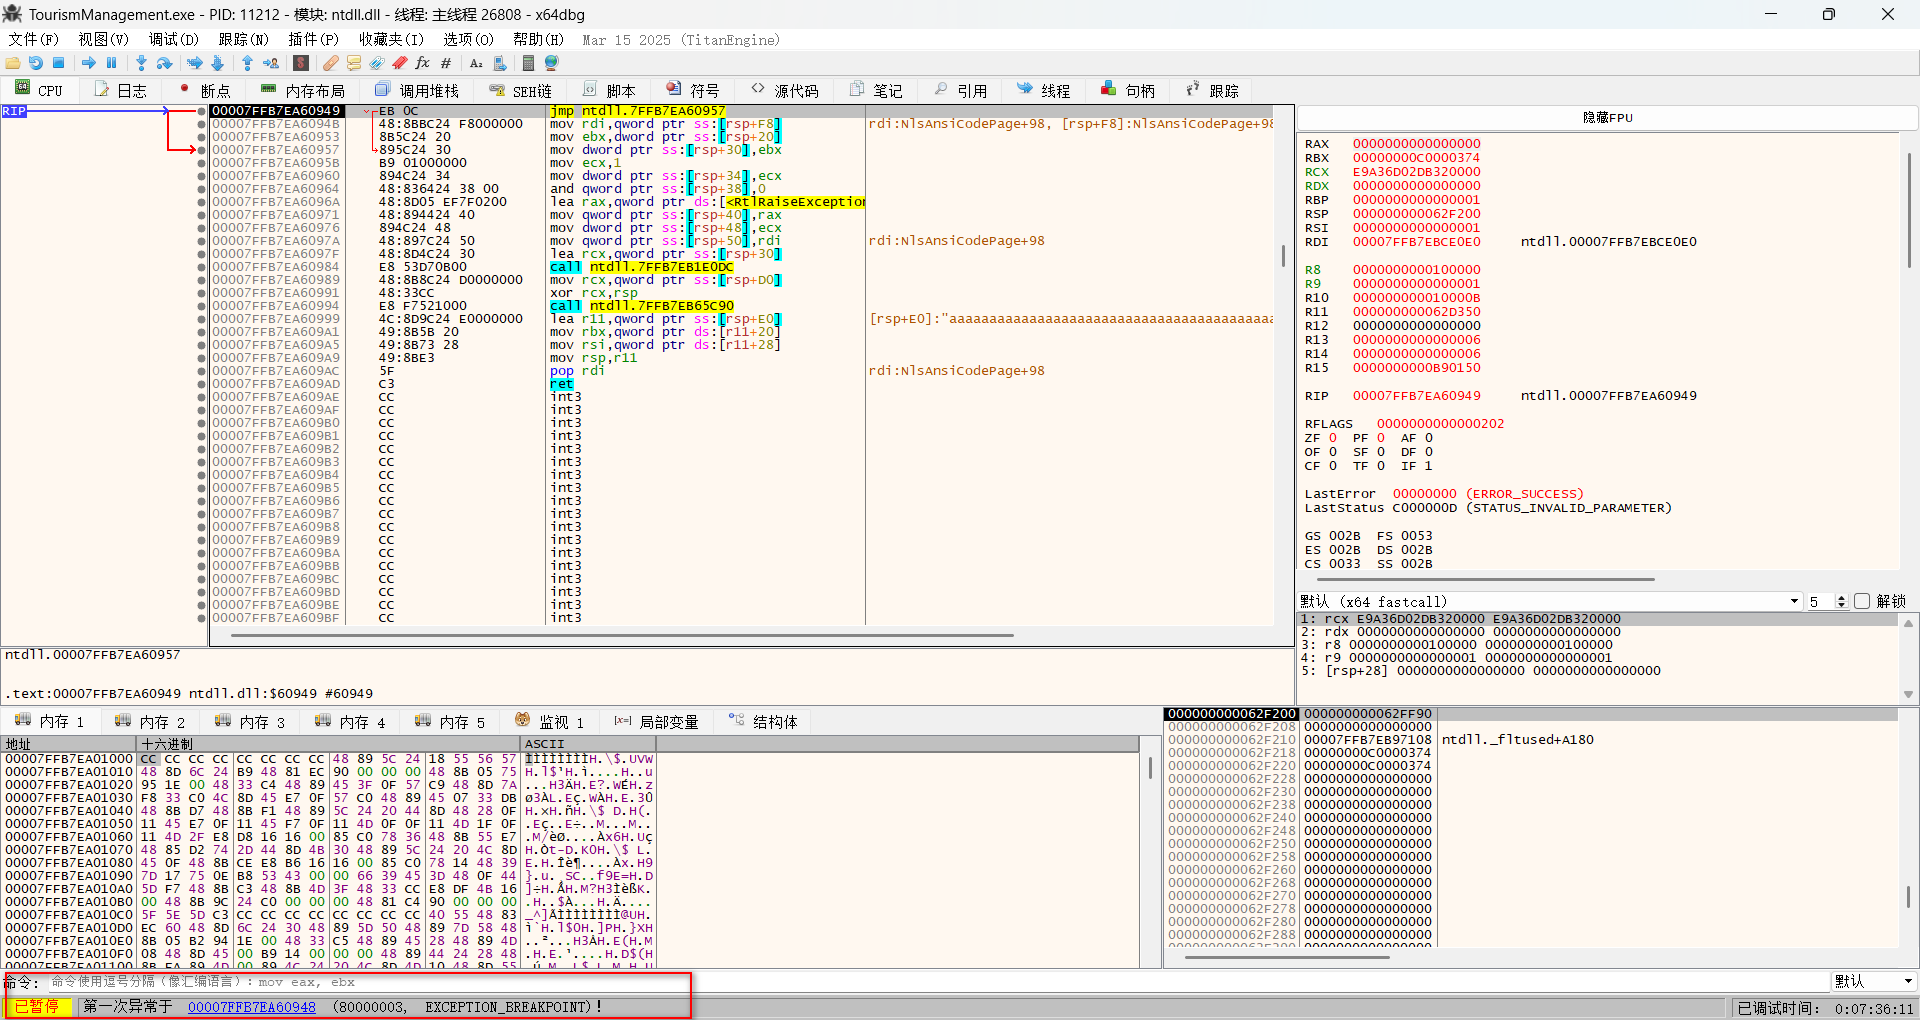 TourismManagement.exe - PID: 11212 - 模块: ntdll.dll - 线程: 主线程 26808 - x64dbg
文件(F) 视图(V) 调试(D) 跟踪(N) 插件(P) 收藏夹(I) 选项(O) 帮助(H) Mar 15 2025 (TitanEngine)
CPU 日志 断点 内存布局 调用堆栈 SEH链 脚本 符号 源代码 笔记 引用 线程 句柄 跟踪
RIP
00007FFB7EA60949 EB 0C jmp ntdll.7FFB7EA60957
00007FFB7EA6094B 48:8BBC24 F8000000 mov rdi,qword ptr ss:[rsp+F8] rdi:NlsAnsiCodePage+98, [rsp+F8]:NlsAnsiCodePage+98
00007FFB7EA60953 8B5C24 20 mov ebx,dword ptr ss:[rsp+20]
00007FFB7EA60957 895C24 30 mov dword ptr ss:[rsp+30],ebx
00007FFB7EA6095B B9 01000000 mov ecx,1
00007FFB7EA60960 894C24 34 mov dword ptr ss:[rsp+34],ecx
00007FFB7EA60964 48:836424 38 00 and qword ptr ss:[rsp+38],0
00007FFB7EA6096A 48:8D05 EF7F0200 lea rax,qword ptr ds:[<RtlRaiseException
00007FFB7EA60971 48:894424 40 mov qword ptr ss:[rsp+40],rax
00007FFB7EA60976 894C24 48 mov dword ptr ss:[rsp+48],ecx
00007FFB7EA6097A 48:897C24 50 mov qword ptr ss:[rsp+50],rdi rdi:NlsAnsiCodePage+98
00007FFB7EA6097F 48:8D4C24 30 lea rcx,qword ptr ss:[rsp+30]
00007FFB7EA60984 E8 53D70B00 call ntdll.7FFB7EB1E0DC
00007FFB7EA60989 48:8B8C24 D0000000 mov rcx,qword ptr ss:[rsp+D0]
00007FFB7EA60991 48:33CC xor rcx,rsp
00007FFB7EA60994 E8 F7521000 call ntdll.7FFB7EB65C90
00007FFB7EA60999 4C:8D9C24 E0000000 lea r11,qword ptr ss:[rsp+E0] [rsp+E0]:"aaaaaaaaaaaaaaaaaaaaaaaaaaaaaaaaaaaaaaaaa
00007FFB7EA609A1 49:8B5B 20 mov rbx,qword ptr ds:[r11+20]
00007FFB7EA609A5 49:8B73 28 mov rsi,qword ptr ds:[r11+28]
00007FFB7EA609A9 49:8BE3 mov rsp,r11
00007FFB7EA609AC 5F pop rdi rdi:NlsAnsiCodePage+98
00007FFB7EA609AD C3 ret
00007FFB7EA609AE CC int3
00007FFB7EA609AF CC int3
00007FFB7EA609B0 CC int3
00007FFB7EA609B1 CC int3
00007FFB7EA609B2 CC int3
00007FFB7EA609B3 CC int3
00007FFB7EA609B4 CC int3
00007FFB7EA609B5 CC int3
00007FFB7EA609B6 CC int3
00007FFB7EA609B7 CC int3
00007FFB7EA609B8 CC int3
00007FFB7EA609B9 CC int3
00007FFB7EA609BA CC int3
00007FFB7EA609BB CC int3
00007FFB7EA609BC CC int3
00007FFB7EA609BD CC int3
00007FFB7EA609BE CC int3
00007FFB7EA609BF CC int3
隐藏FPU
RAX 0000000000000000
RBX 00000000C0000374
RCX E9A36D02DB320000
RDX 0000000000000000
RBP 0000000000000001
RSP 000000000062F200
RSI 0000000000000001
RDI 00007FFB7EBCE0E0 ntdll.00007FFB7EBCE0E0
R8 0000000000100000
R9 0000000000000001
R10 000000000010000B
R11 000000000062D350
R12 0000000000000000
R13 0000000000000006
R14 0000000000000006
R15 0000000000B90150
RIP 00007FFB7EA60949 ntdll.00007FFB7EA60949
RFLAGS 0000000000000202
ZF 0 PF 0 AF 0
OF 0 SF 0 DF 0
CF 0 TF 0 IF 1
LastError 00000000 (ERROR_SUCCESS)
LastStatus C000000D (STATUS_INVALID_PARAMETER)
GS 002B FS 0053
ES 002B DS 002B
CS 0033 SS 002B
默认 (x64 fastcall) 5 解锁
1: rcx E9A36D02DB320000 E9A36D02DB320000
2: rdx 0000000000000000 0000000000000000
3: r8 0000000000100000 0000000000100000
4: r9 0000000000000001 0000000000000001
5: [rsp+28] 0000000000000000 0000000000000000
ntdll.00007FFB7EA60957
.text:00007FFB7EA60949 ntdll.dll:$60949 #60949
内存 1 内存 2 内存 3 内存 4 内存 5 监视 1 [x=] 局部变量 结构体
地址 十六进制 ASCII
00007FFB7EA01000 CC CC CC CC CC CC CC CC 48 89 5C 24 18 55 56 57 ÌÌÌÌÌÌÌÌH.\$.UVW
00007FFB7EA01010 48 8D 6C 24 B9 48 81 EC 90 00 00 00 48 8B 05 75 H.l$¹H.ì....H..u
00007FFB7EA01020 95 1E 00 48 33 C4 48 89 45 3F 0F 57 C9 48 8D 7A ...H3ÄH.E?.WÉH.z
00007FFB7EA01030 F8 33 C0 4C 8D 45 E7 0F 57 C0 48 89 45 07 33 DB ø3ÀL.Eç.WÀH.E.3Û
00007FFB7EA01040 48 8B D7 48 8B F1 48 89 5C 24 20 44 8D 48 28 0F H.×H.ñH.\$ D.H(.
00007FFB7EA01050 11 45 E7 0F 11 45 F7 0F 11 4D 0F 0F 11 4D 1F 0F .Eç..E÷..M...M..
00007FFB7EA01060 11 4D 2F E8 D8 16 16 00 85 C0 78 36 48 8B 55 E7 .M/èØ....Àx6H.Uç
00007FFB7EA01070 48 85 D2 74 2D 44 8D 4B 30 48 89 5C 24 20 4C 8D H.Òt-D.K0H.\$ L.
00007FFB7EA01080 45 0F 48 8B CE E8 B6 16 16 00 85 C0 78 14 48 39 E.H.Îè¶....Àx.H9
00007FFB7EA01090 7D 17 75 0E B8 53 43 00 00 66 39 45 3D 48 0F 44 }.u.¸SC..f9E=H.D
00007FFB7EA010A0 5D F7 48 8B C3 48 8B 4D 3F 48 33 CC E8 DF 4B 16 ]÷H.ÃH.M?H3ÌèßK.
00007FFB7EA010B0 00 48 8B 9C 24 C0 00 00 00 48 81 C4 90 00 00 00 .H..$À...H.Ä....
00007FFB7EA010C0 5F 5E 5D C3 CC CC CC CC CC CC CC CC 40 55 48 83 _^]ÃÌÌÌÌÌÌÌÌ@UH.
00007FFB7EA010D0 EC 60 48 8D 6C 24 30 48 89 5D 50 48 89 7D 58 48 ì`H.l$0H.]PH.}XH
00007FFB7EA010E0 8B 05 B2 94 1E 00 48 33 C5 48 89 45 28 48 89 4D ..²...H3ÅH.E(H.M
00007FFB7EA010F0 08 48 8D 45 00 B9 14 00 00 00 48 89 44 24 28 48 .H.E.¹....H.D$(H
000000000062F200 000000000062FF90
000000000062F208 0000000000000000
000000000062F210 00007FFB7EB97108 ntdll._fltused+A180
000000000062F218 00000000C0000374
000000000062F220 00000000C0000374
000000000062F228 0000000000000000
000000000062F230 0000000000000000
000000000062F238 0000000000000000
000000000062F240 0000000000000000
000000000062F248 0000000000000000
000000000062F250 0000000000000000
000000000062F258 0000000000000000
000000000062F260 0000000000000000
000000000062F268 0000000000000000
000000000062F270 0000000000000000
000000000062F278 0000000000000000
000000000062F280 0000000000000000
000000000062F288 0000000000000000
命令: 命令使用逗号分隔（像汇编语言）: mov eax, ebx 默认
已暂停 第一次异常于 00007FFB7EA60948 (80000003, EXCEPTION_BREAKPOINT)! 已调试时间: 0:07:36:11